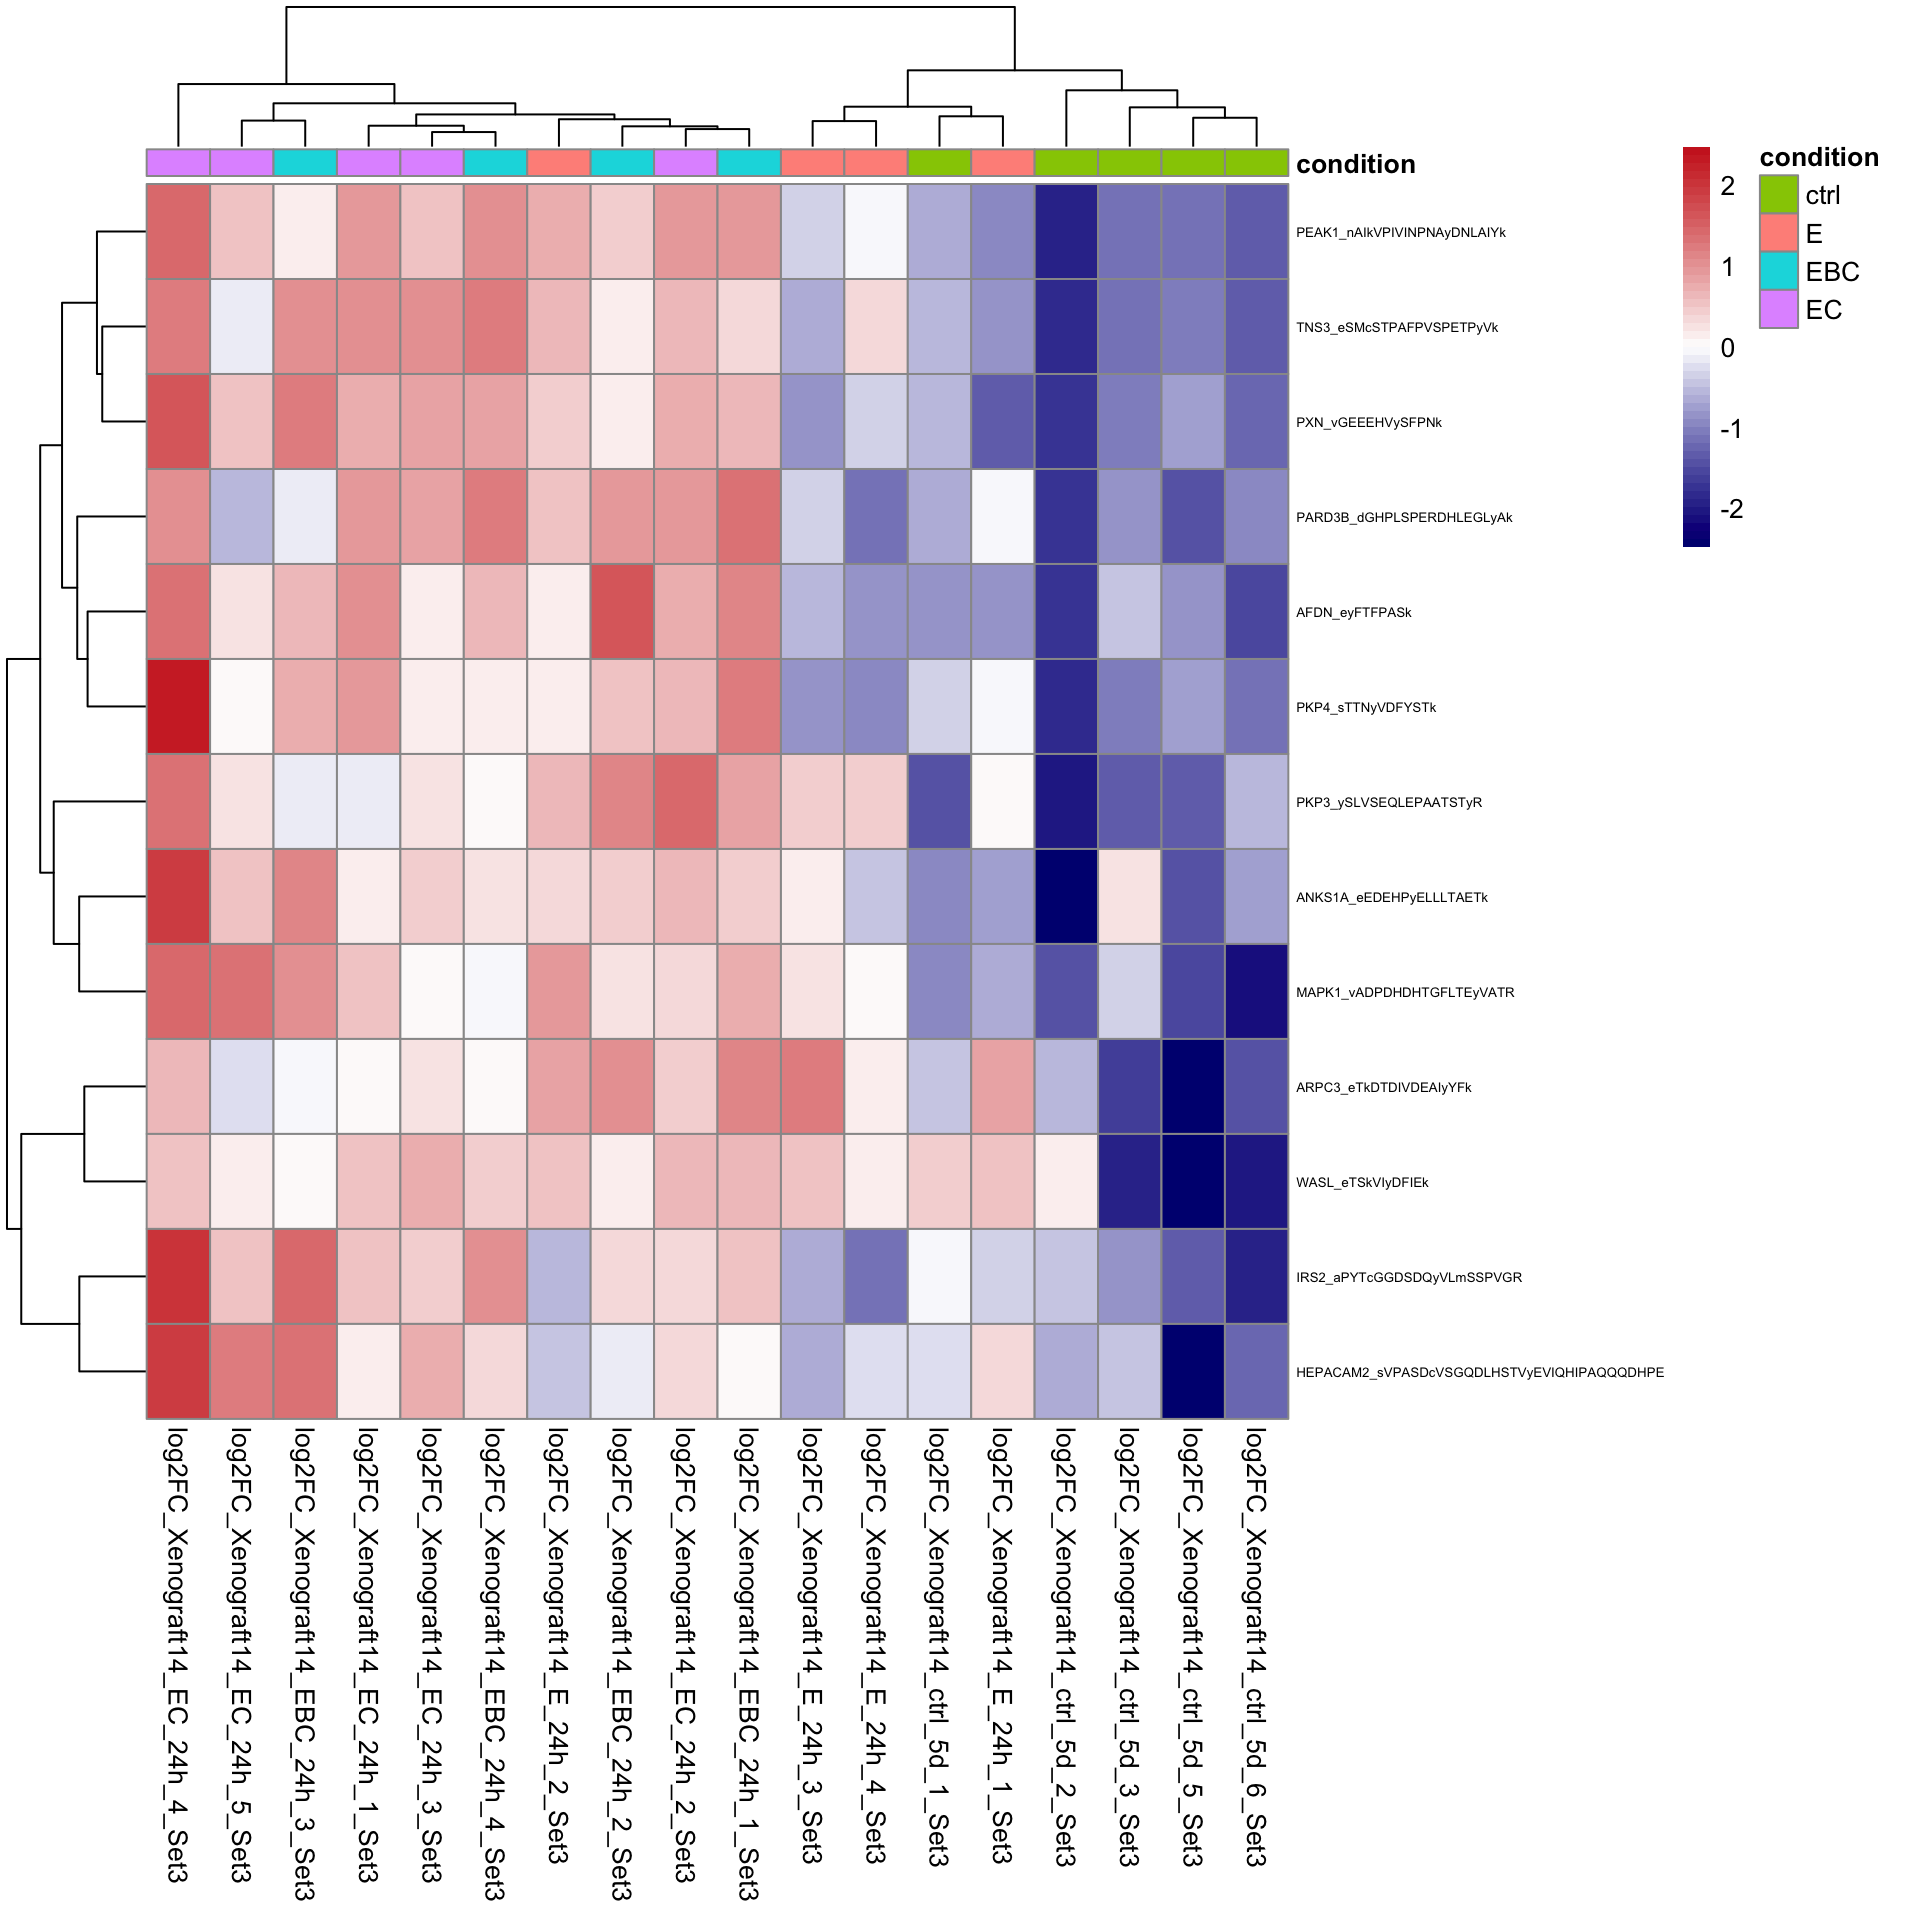 condition
PEAK1_nAIkVPIVINPNAyDNLAIYk
TNS3_eSMcSTPAFPVSPETPyVk
PXN_vGEEEHVySFPNk
PARD3B_dGHPLSPERDHLEGLyAk
AFDN_eyFTFPASk
PKP4_sTTNyVDFYSTk
PKP3_ySLVSEQLEPAATSTyR
ANKS1A_eEDEHPyELLLTAETk
MAPK1_vADPDHDHTGFLTEyVATR
ARPC3_eTkDTDIVDEAIyYFk
WASL_eTSkVIyDFIEk
IRS2_aPYTcGGDSDQyVLmSSPVGR
HEPACAM2_sVPASDcVSGQDLHSTVyEVIQHIPAQQQDHPE
log2FC_Xenograft14_EC_24h_4_Set3
log2FC_Xenograft14_EC_24h_5_Set3
log2FC_Xenograft14_EBC_24h_3_Set3
log2FC_Xenograft14_EC_24h_1_Set3
log2FC_Xenograft14_EC_24h_3_Set3
log2FC_Xenograft14_EBC_24h_4_Set3
log2FC_Xenograft14_E_24h_2_Set3
log2FC_Xenograft14_EBC_24h_2_Set3
log2FC_Xenograft14_EC_24h_2_Set3
log2FC_Xenograft14_EBC_24h_1_Set3
log2FC_Xenograft14_E_24h_3_Set3
log2FC_Xenograft14_E_24h_4_Set3
log2FC_Xenograft14_ctrl_5d_1_Set3
log2FC_Xenograft14_E_24h_1_Set3
log2FC_Xenograft14_ctrl_5d_2_Set3
log2FC_Xenograft14_ctrl_5d_3_Set3
log2FC_Xenograft14_ctrl_5d_5_Set3
log2FC_Xenograft14_ctrl_5d_6_Set3
2
1
0
-1
-2
condition
ctrl
E
EBC
EC